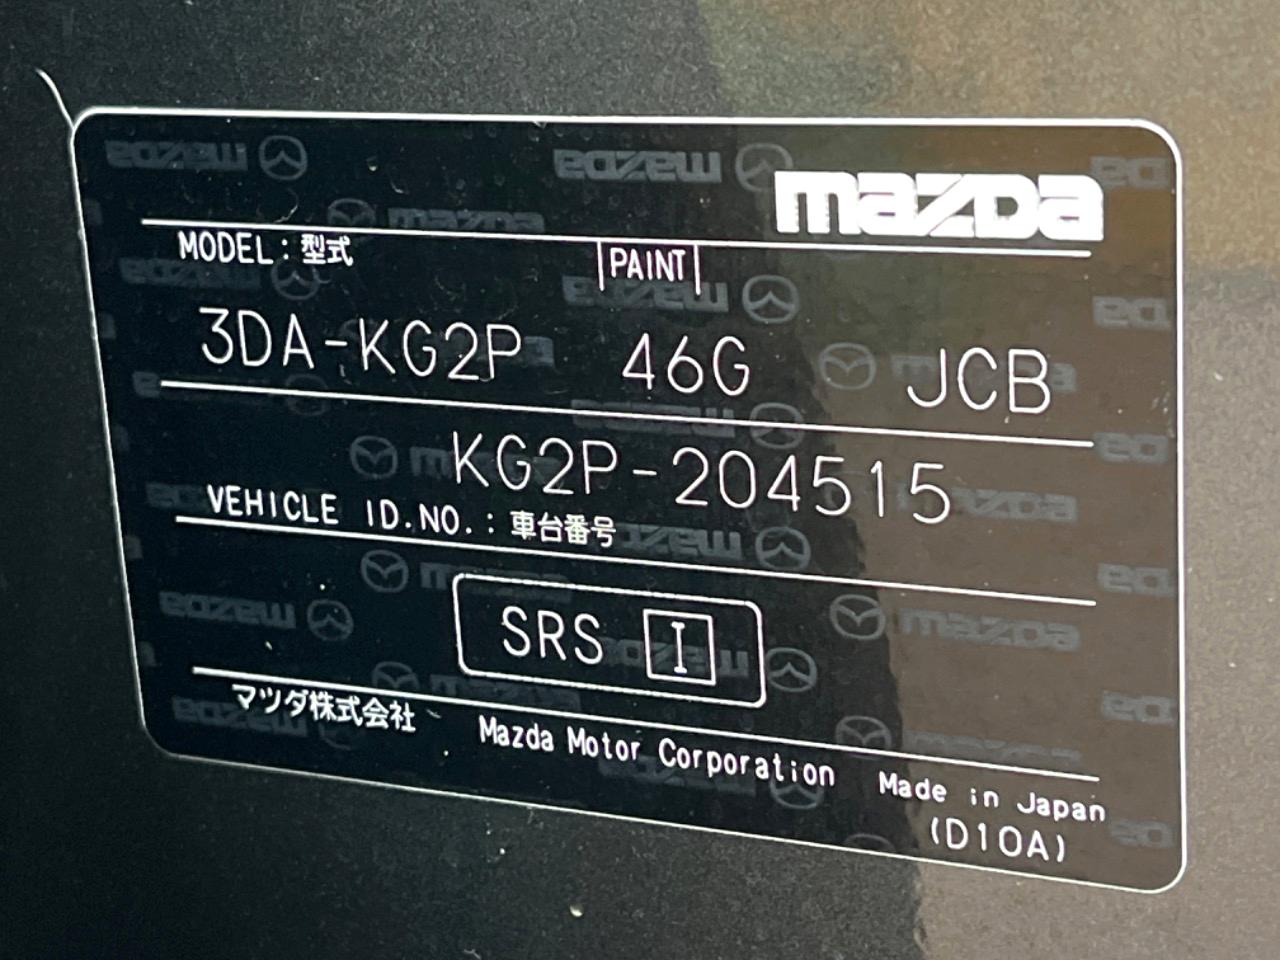 mazda
MODEL：型式 PAINT
3DA-KG2P 46G JCB
KG2P-204515
VEHICLE ID.NO.：車台番号
SRS I
マツダ株式会社 Mazda Motor Corporation Made in Japan
(D10A)